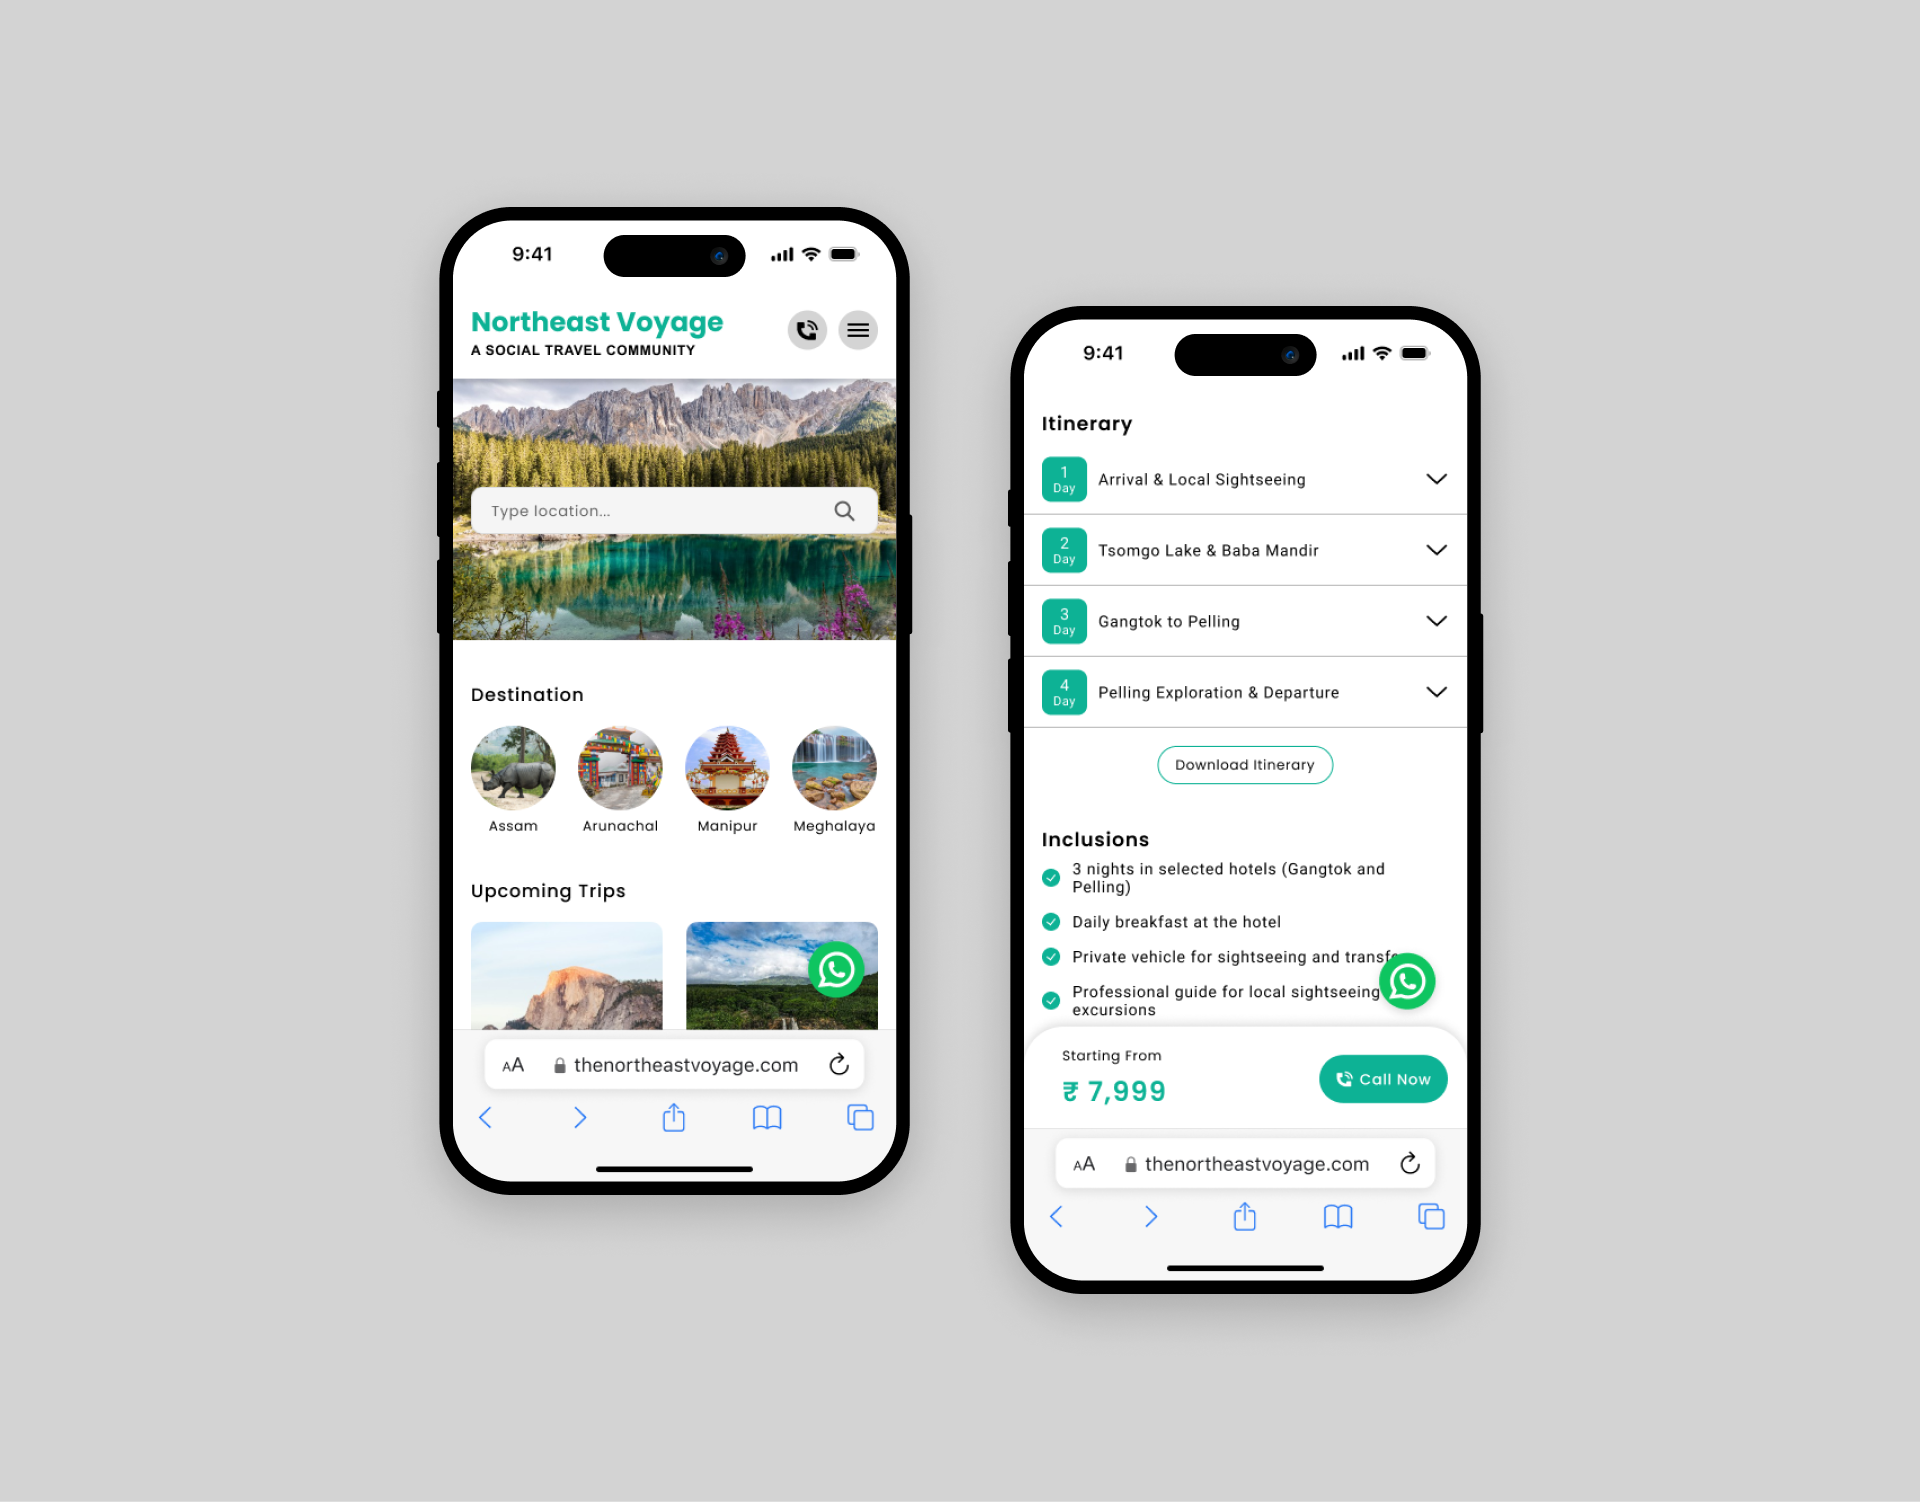 9:41
Northeast Voyage
A SOCIAL TRAVEL COMMUNITY
Type location...
Destination
Assam
Arunachal
Manipur
Meghalaya
Upcoming Trips
AA
thenortheastvoyage.com
9:41
Itinerary
1
Day
Arrival & Local Sightseeing
2
Day
Tsomgo Lake & Baba Mandir
3
Day
Gangtok to Pelling
4
Day
Pelling Exploration & Departure
Download Itinerary
Inclusions
3 nights in selected hotels (Gangtok and
Pelling)
Daily breakfast at the hotel
Private vehicle for sightseeing and
Professional guide for local sightseeing
excursions
Starting From
₹ 7,999
Call Now
AA
thenortheastvoyage.com